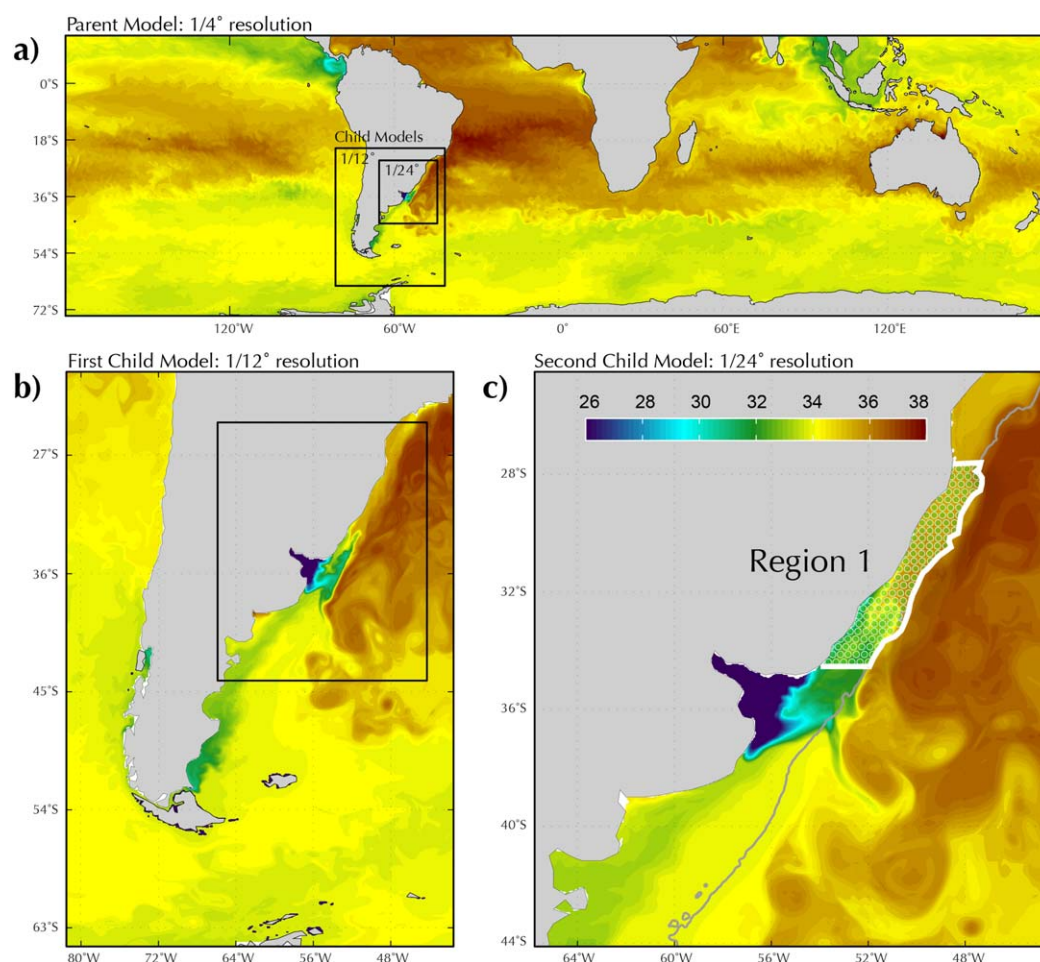 Parent Model: 1/4° resolution
a)
0°S
18°S
36°S
54°S
72°S
Child Models
1/12°
1/24°
120°W
60°W
0°
60°E
120°E
First Child Model: 1/12° resolution
b)
27°S
36°S
45°S
54°S
63°S
80°W
72°W
64°W
56°W
48°W
Second Child Model: 1/24° resolution
c)
26 28 30 32 34 36 38
28°S
Region 1
32°S
36°S
40°S
44°S
64°W
60°W
56°W
52°W
48°W